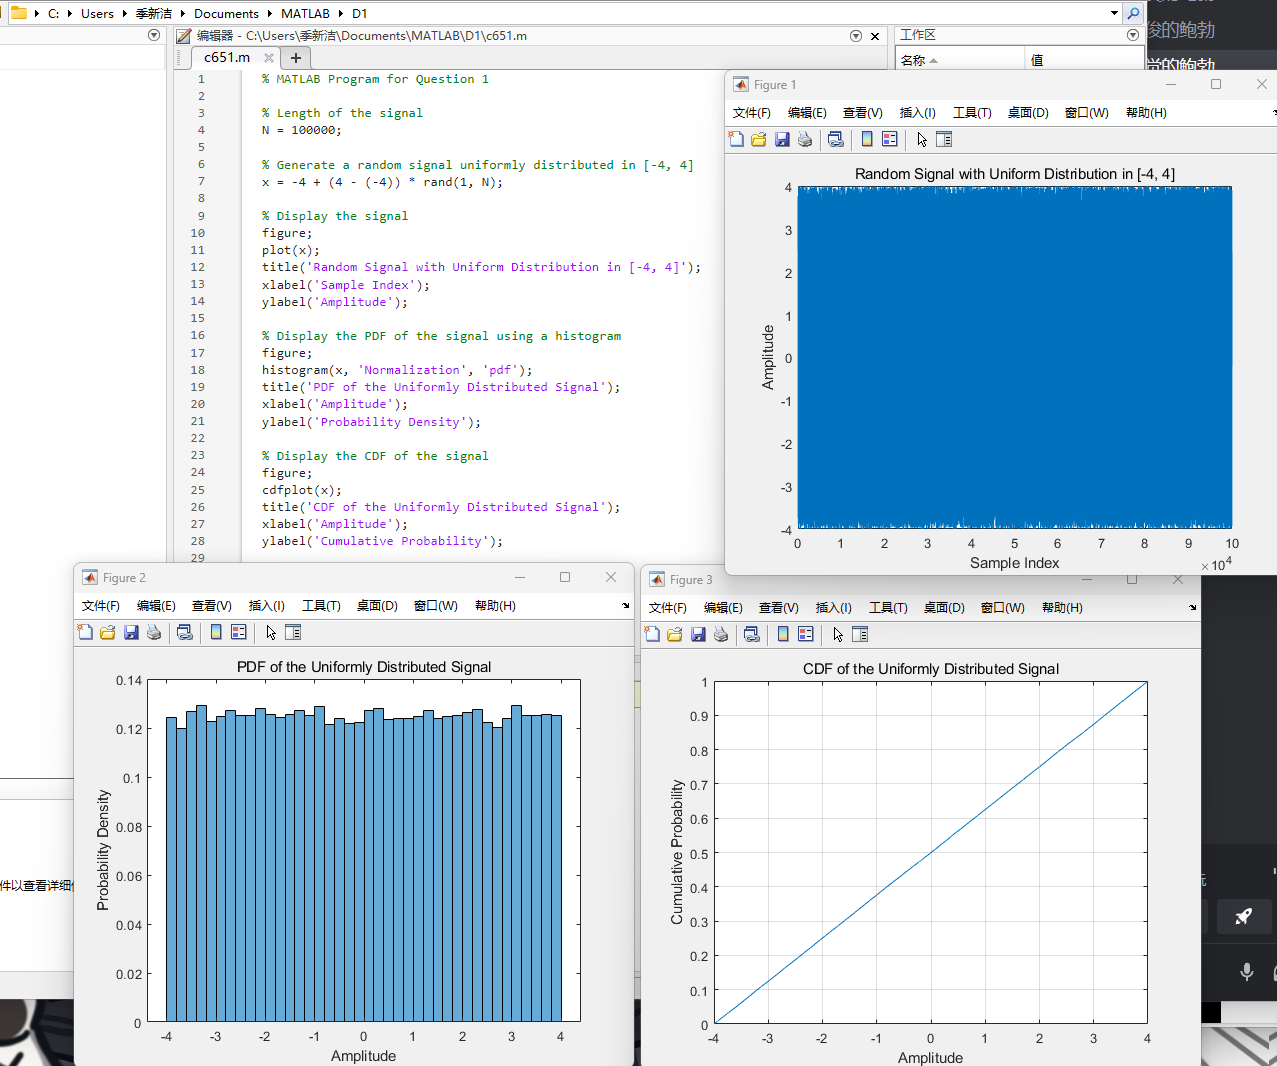 C: Users 季新洁 Documents MATLAB D1
编辑器 - C:\Users\季新洁\Documents\MATLAB\D1\c651.m
工作区
c651.m
名称 值
1 % MATLAB Program for Question 1
2
3 % Length of the signal
4 N = 100000;
5
6 % Generate a random signal uniformly distributed in [-4, 4]
7 x = -4 + (4 - (-4)) * rand(1, N);
8
9 % Display the signal
10 figure;
11 plot(x);
12 title('Random Signal with Uniform Distribution in [-4, 4]');
13 xlabel('Sample Index');
14 ylabel('Amplitude');
15
16 % Display the PDF of the signal using a histogram
17 figure;
18 histogram(x, 'Normalization', 'pdf');
19 title('PDF of the Uniformly Distributed Signal');
20 xlabel('Amplitude');
21 ylabel('Probability Density');
22
23 % Display the CDF of the signal
24 figure;
25 cdfplot(x);
26 title('CDF of the Uniformly Distributed Signal');
27 xlabel('Amplitude');
28 ylabel('Cumulative Probability');
29
俊的鲍勃
的鲍勃
Figure 1
文件(F) 编辑(E) 查看(V) 插入(I) 工具(T) 桌面(D) 窗口(W) 帮助(H)
Random Signal with Uniform Distribution in [-4, 4]
4
3
2
1
0
-1
-2
-3
-4
Amplitude
0 1 2 3 4 5 6 7 8 9 10
Sample Index
×10^4
Figure 2
文件(F) 编辑(E) 查看(V) 插入(I) 工具(T) 桌面(D) 窗口(W) 帮助(H)
PDF of the Uniformly Distributed Signal
0.14
0.12
0.1
0.08
0.06
0.04
0.02
0
Probability Density
-4 -3 -2 -1 0 1 2 3 4
Amplitude
Figure 3
文件(F) 编辑(E) 查看(V) 插入(I) 工具(T) 桌面(D) 窗口(W) 帮助(H)
CDF of the Uniformly Distributed Signal
1
0.9
0.8
0.7
0.6
0.5
0.4
0.3
0.2
0.1
0
Cumulative Probability
-4 -3 -2 -1 0 1 2 3 4
Amplitude
件以查看详细